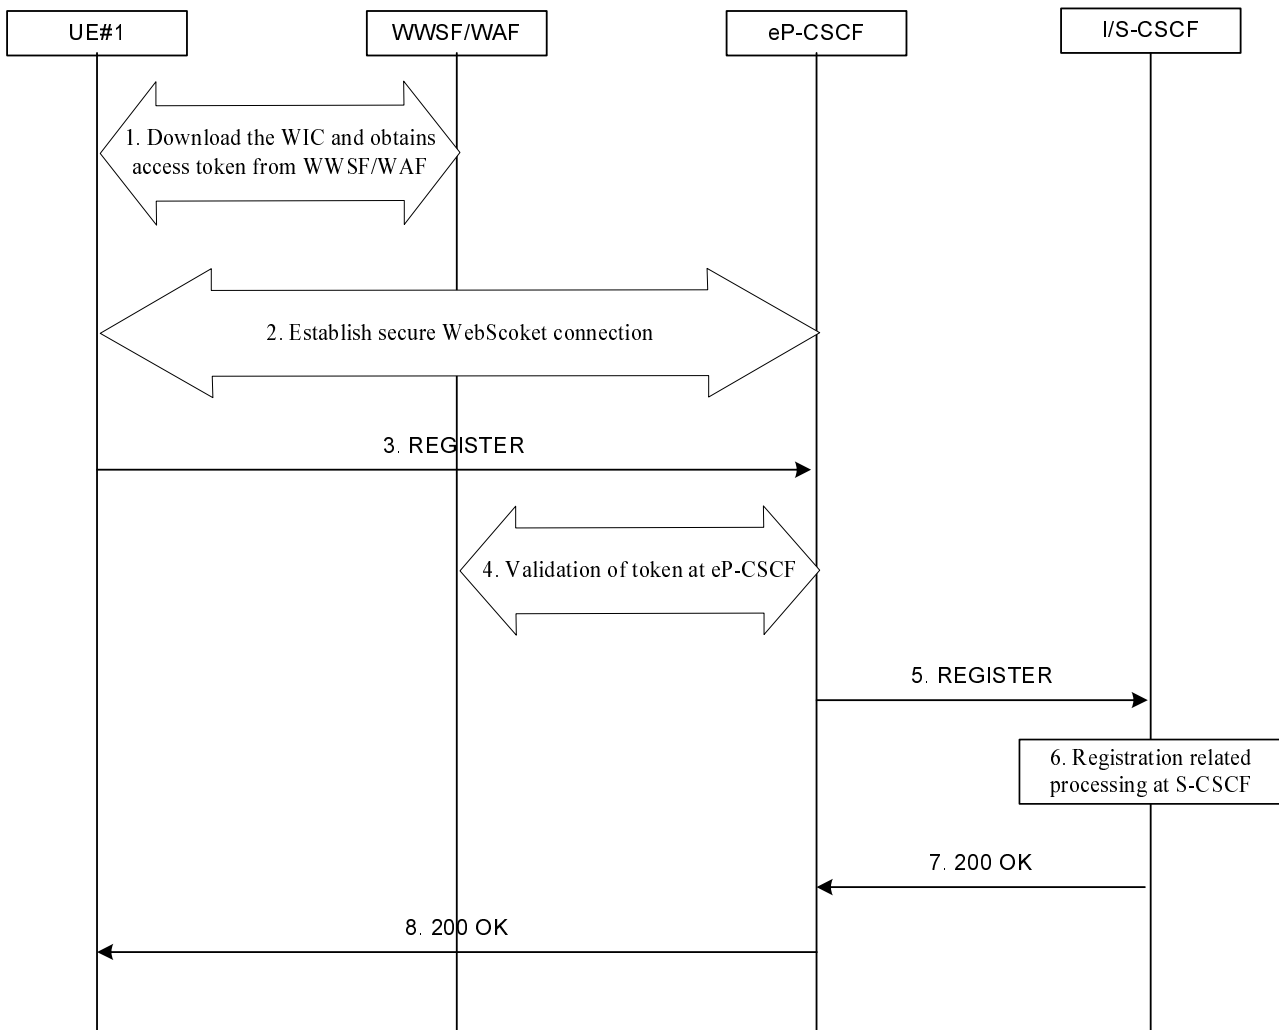 UE#1
WWSF/WAF
eP-CSCF
I/S-CSCF
1. Download the WIC and obtains
access token from WWSF/WAF
2. Establish secure WebScoket connection
3. REGISTER
4. Validation of token at eP-CSCF
5. REGISTER
6. Registration related
processing at S-CSCF
7. 200 OK
8. 200 OK